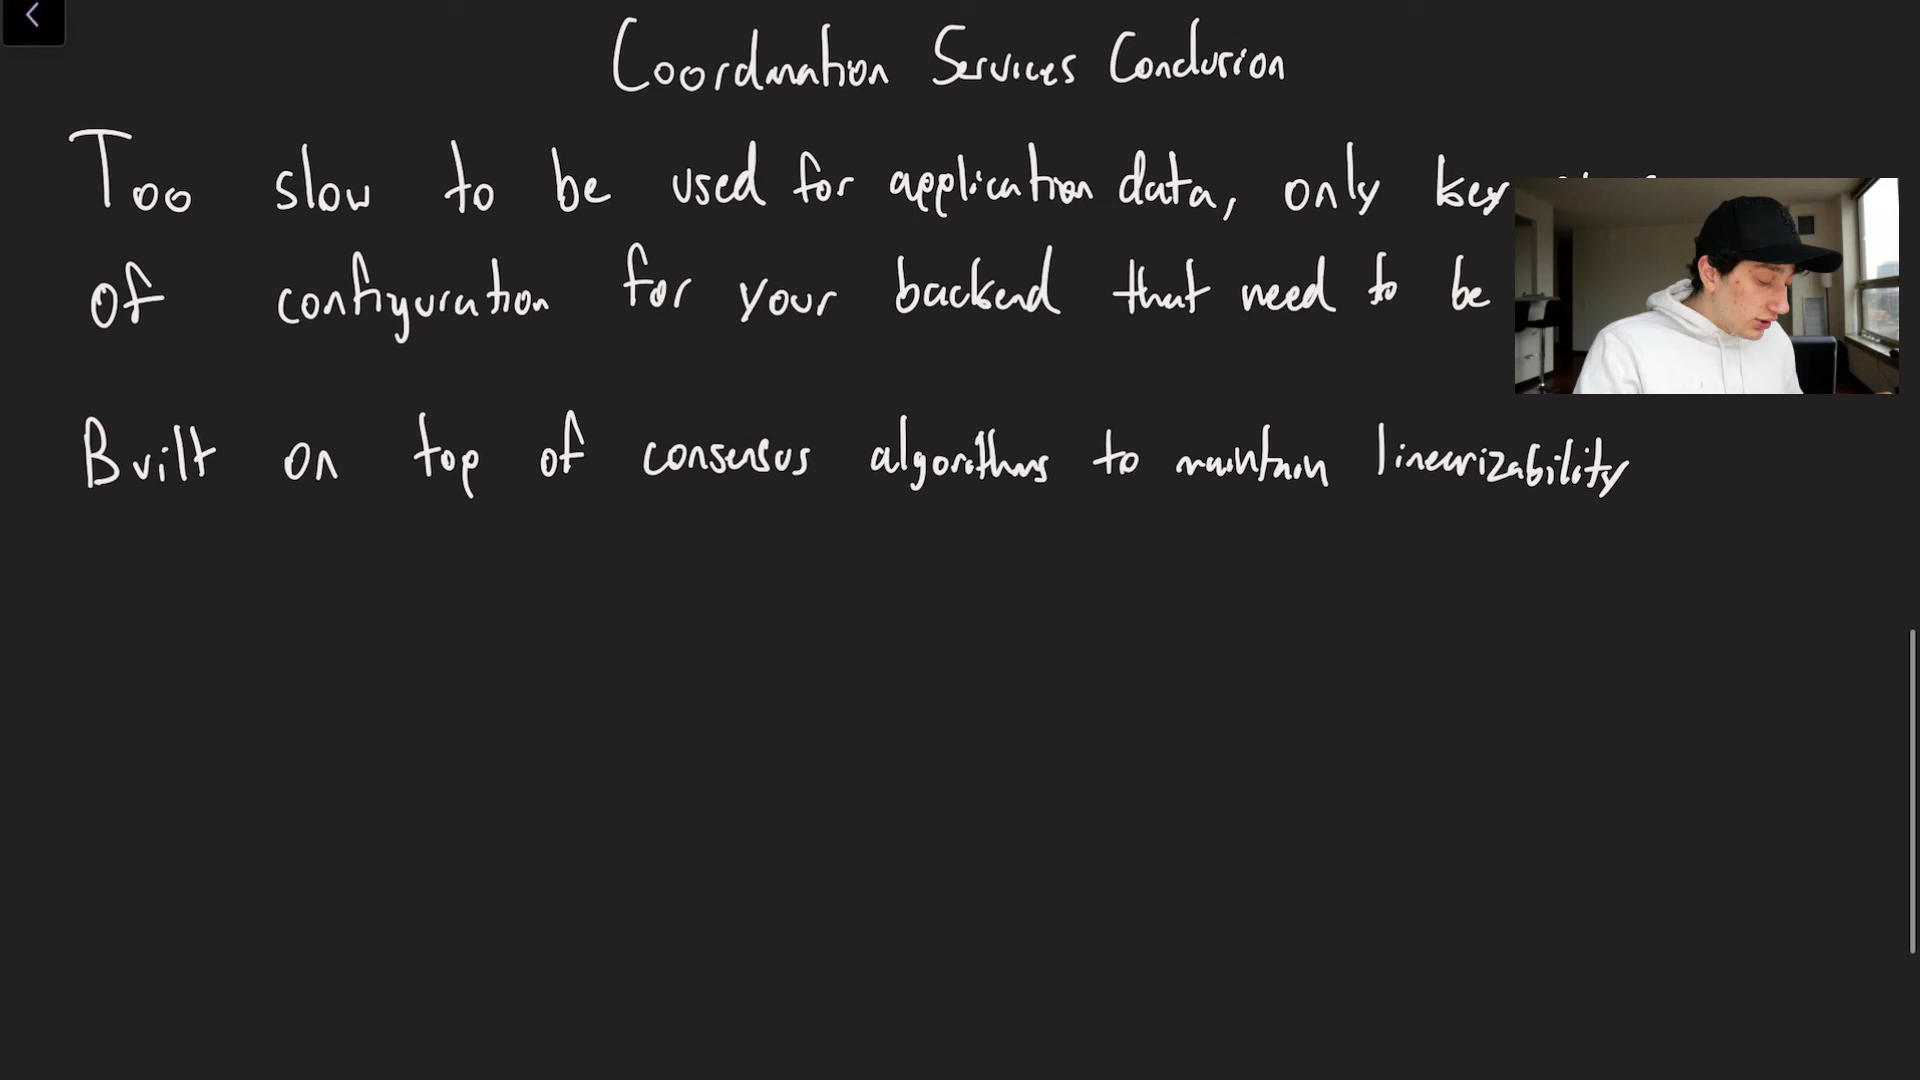 Coordination Services Conclusion
Too slow to be used for application data, only key
of configuration for your backend that need to be
Built on top of consensus algorithms to maintain linearizability